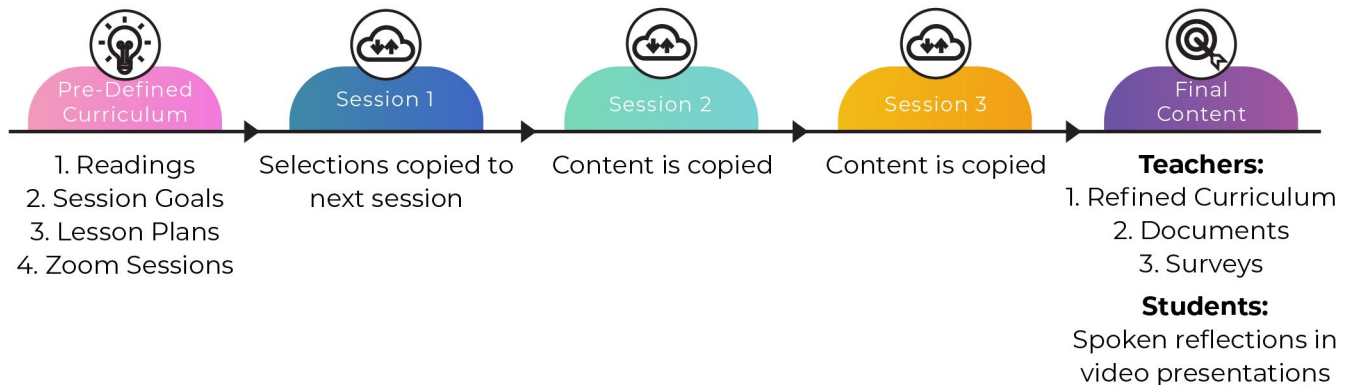 Pre-Defined
Curriculum
1. Readings
2. Session Goals
3. Lesson Plans
4. Zoom Sessions
Session 1
Selections copied to
next session
Session 2
Content is copied
Session 3
Content is copied
Final
Content
Teachers:
1. Refined Curriculum
2. Documents
3. Surveys
Students:
Spoken reflections in
video presentations